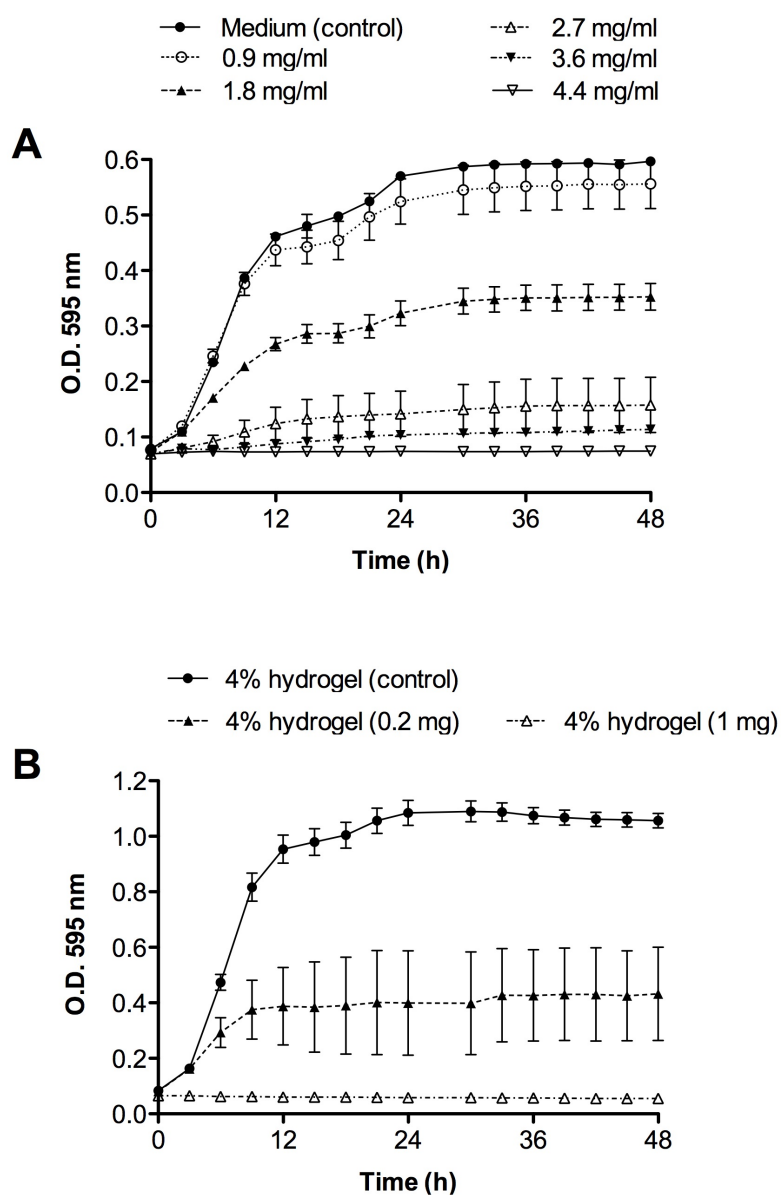 Medium (control)
2.7 mg/ml
0.9 mg/ml
3.6 mg/ml
1.8 mg/ml
4.4 mg/ml
A
0.6
0.5
0.4
0.3
0.2
0.1
0.0
O.D. 595 nm
0 12 24 36 48
Time (h)
4% hydrogel (control)
4% hydrogel (0.2 mg)
4% hydrogel (1 mg)
B
1.2
1.0
0.8
0.6
0.4
0.2
0.0
O.D. 595 nm
0 12 24 36 48
Time (h)